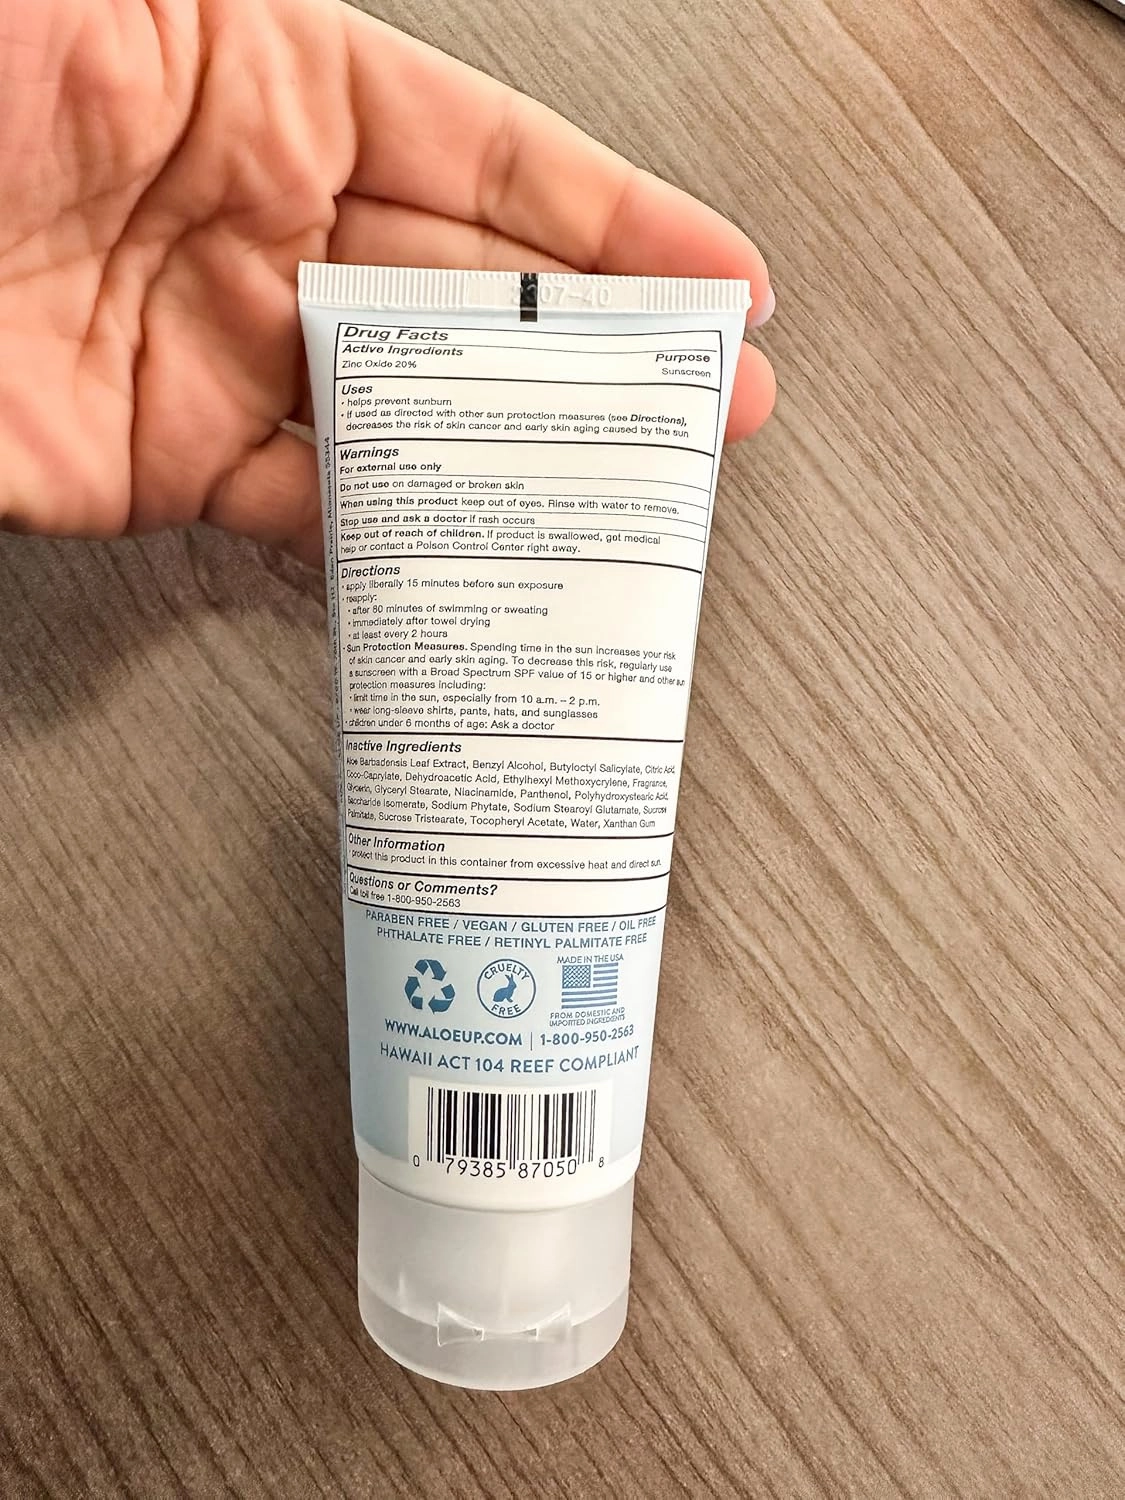 2307-40
Drug Facts
Active Ingredients
Purpose
Zinc Oxide 20%
Sunscreen
Uses
• helps prevent sunburn
• if used as directed with other sun protection measures (see Directions),
decreases the risk of skin cancer and early skin aging caused by the sun
Warnings
For external use only
Do not use on damaged or broken skin
When using this product keep out of eyes. Rinse with water to remove.
Stop use and ask a doctor if rash occurs
Keep out of reach of children. If product is swallowed, get medical
help or contact a Poison Control Center right away.
Directions
• apply liberally 15 minutes before sun exposure
• reapply:
• after 80 minutes of swimming or sweating
• immediately after towel drying
• at least every 2 hours
• Sun Protection Measures. Spending time in the sun increases your risk
of skin cancer and early skin aging. To decrease this risk, regularly use
a sunscreen with a Broad Spectrum SPF value of 15 or higher and other sun
protection measures including:
• limit time in the sun, especially from 10 a.m. – 2 p.m.
• wear long-sleeve shirts, pants, hats, and sunglasses
• children under 6 months of age: Ask a doctor
Inactive Ingredients
Aloe Barbadensis Leaf Extract, Benzyl Alcohol, Butyloctyl Salicylate, Citric Acid,
Coco-Caprylate, Dehydroacetic Acid, Ethylhexyl Methoxycrylene, Fragrance,
Glycerin, Glyceryl Stearate, Niacinamide, Panthenol, Polyhydroxystearic Acid,
Saccharide Isomerate, Sodium Phytate, Sodium Stearoyl Glutamate, Sucrose
Palmitate, Sucrose Tristearate, Tocopheryl Acetate, Water, Xanthan Gum
Other Information
• protect this product in this container from excessive heat and direct sun.
Questions or Comments?
Call toll free 1-800-950-2563
PARABEN FREE / VEGAN / GLUTEN FREE / OIL FREE
PHTHALATE FREE / RETINYL PALMITATE FREE
CRUELTY
FREE
MADE IN THE USA
FROM DOMESTIC AND
IMPORTED INGREDIENTS
WWW.ALOEUP.COM | 1-800-950-2563
HAWAII ACT 104 REEF COMPLIANT
0 79385 87050 8
Eden Prairie, Minnesota 55344